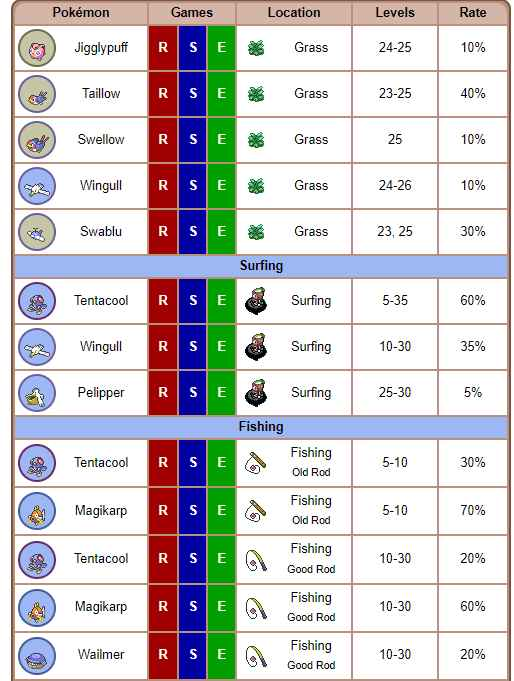 Pokémon Games Location Levels Rate
Jigglypuff R S E Grass 24-25 10%
Taillow R S E Grass 23-25 40%
Swellow R S E Grass 25 10%
Wingull R S E Grass 24-26 10%
Swablu R S E Grass 23, 25 30%
Surfing
Tentacool R S E Surfing 5-35 60%
Wingull R S E Surfing 10-30 35%
Pelipper R S E Surfing 25-30 5%
Fishing
Tentacool R S E Fishing Old Rod 5-10 30%
Magikarp R S E Fishing Old Rod 5-10 70%
Tentacool R S E Fishing Good Rod 10-30 20%
Magikarp R S E Fishing Good Rod 10-30 60%
Wailmer R S E Fishing Good Rod 10-30 20%